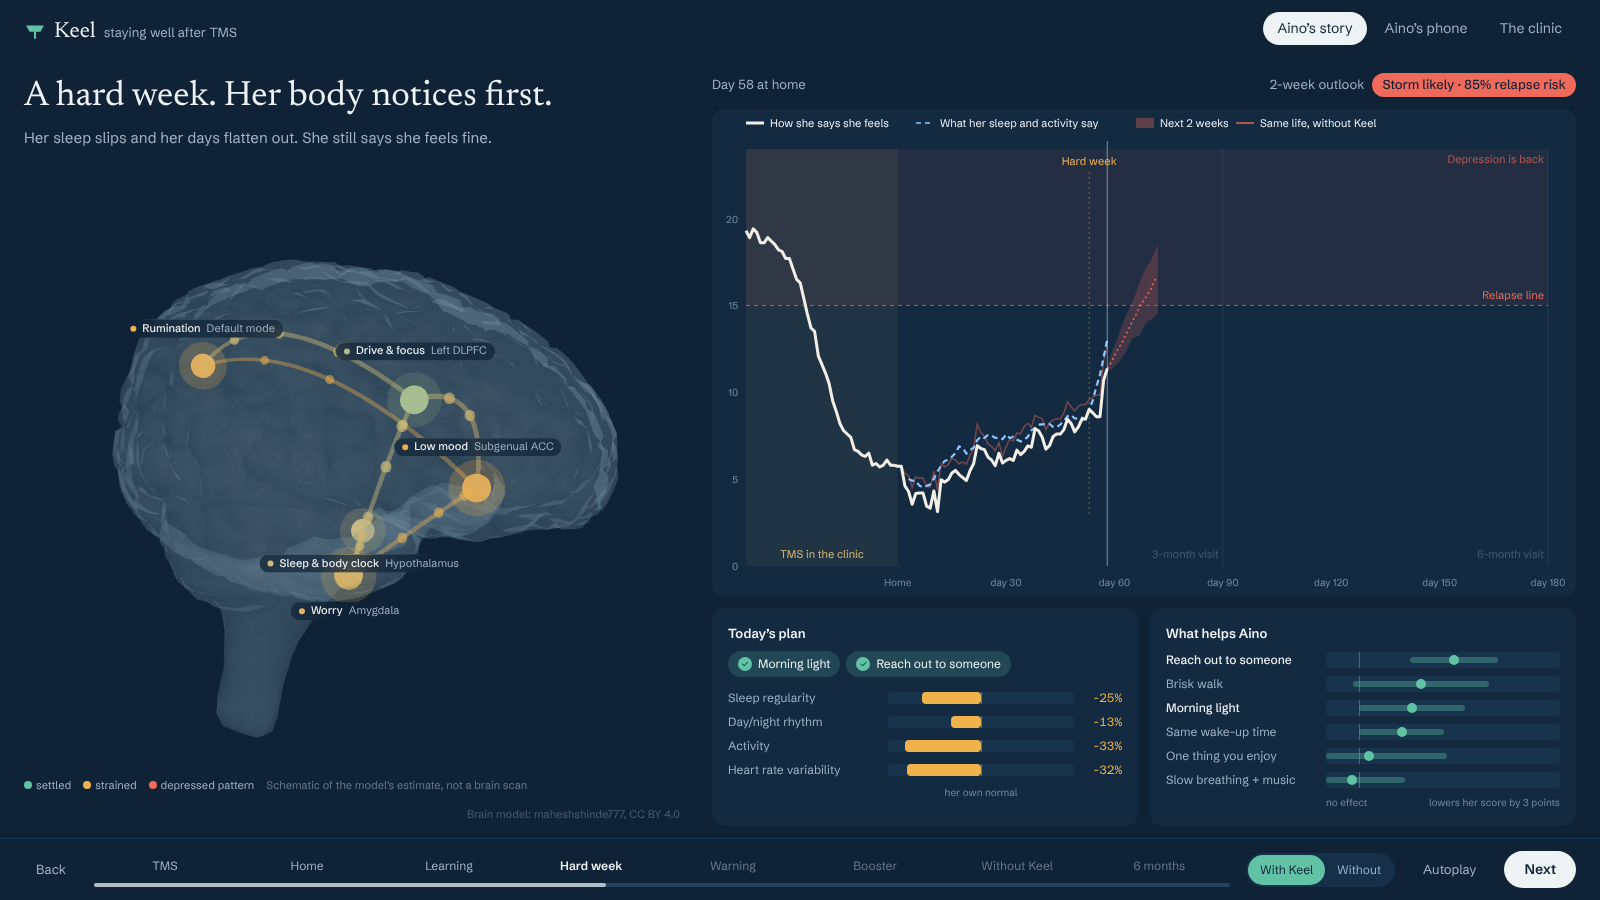 Keel staying well after TMS
Aino's story
Aino's phone
The clinic
A hard week. Her body notices first.
Her sleep slips and her days flatten out. She still says she feels fine.
Day 58 at home
2-week outlook
Storm likely · 85% relapse risk
How she says she feels
What her sleep and activity say
Next 2 weeks
Same life, without Keel
Hard week
Depression is back
20
15
10
5
0
Relapse line
TMS in the clinic
3-month visit
6-month visit
Home
day 30
day 60
day 90
day 120
day 150
day 180
Rumination Default mode
Drive & focus Left DLPFC
Low mood Subgenual ACC
Sleep & body clock Hypothalamus
Worry Amygdala
settled
strained
depressed pattern
Schematic of the model's estimate, not a brain scan
Brain model: maheshshinde777, CC BY 4.0
Today's plan
Morning light
Reach out to someone
Sleep regularity -25%
Day/night rhythm -13%
Activity -33%
Heart rate variability -32%
her own normal
What helps Aino
Reach out to someone
Brisk walk
Morning light
Same wake-up time
One thing you enjoy
Slow breathing + music
no effect
lowers her score by 3 points
Back
TMS
Home
Learning
Hard week
Warning
Booster
Without Keel
6 months
With Keel
Without
Autoplay
Next